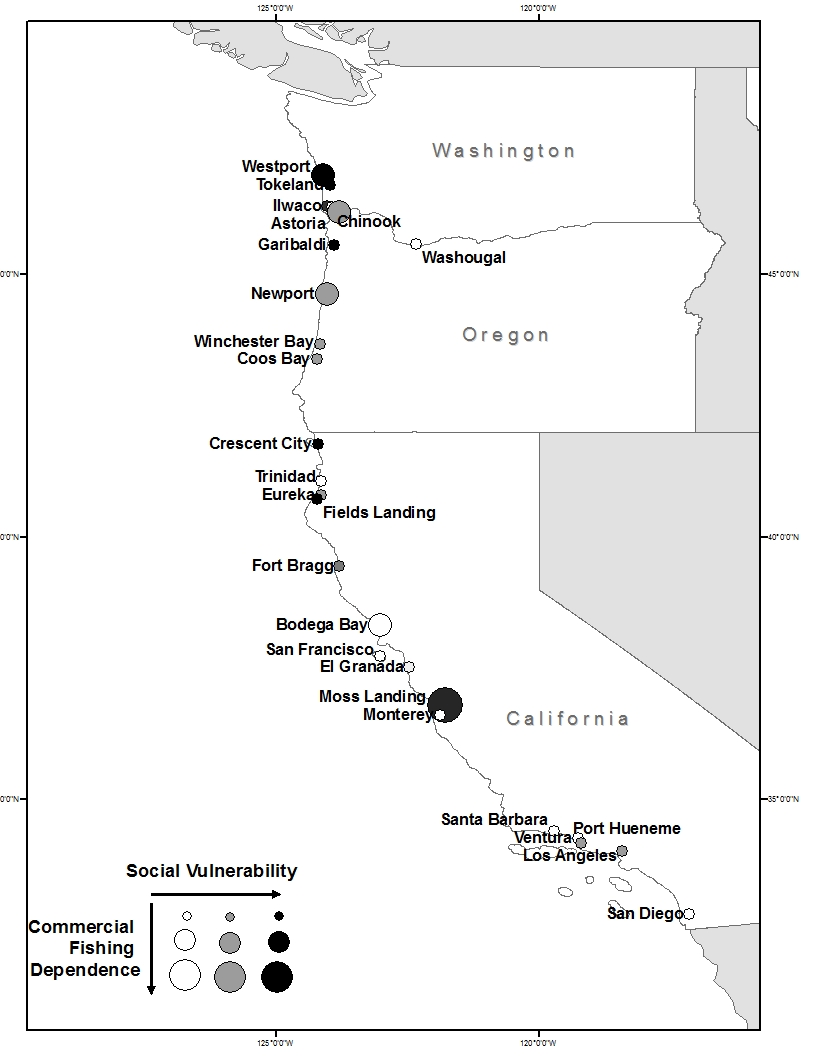 125°0'0"W 120°0'0"W
Washington
Westport
Tokeland
Ilwaco
Astoria Chinook
Garibaldi
Washougal
0'0"N 45°0'0"N
Newport
Oregon
Winchester Bay
Coos Bay
Crescent City
Trinidad
Eureka
Fields Landing
0'0"N 40°0'0"N
Fort Bragg
Bodega Bay
San Francisco
El Granada
Moss Landing
Monterey
California
0'0"N 35°0'0"N
Santa Barbara
Port Hueneme
Ventura
Los Angeles
Social Vulnerability
San Diego
Commercial
Fishing
Dependence
125°0'0"W 120°0'0"W